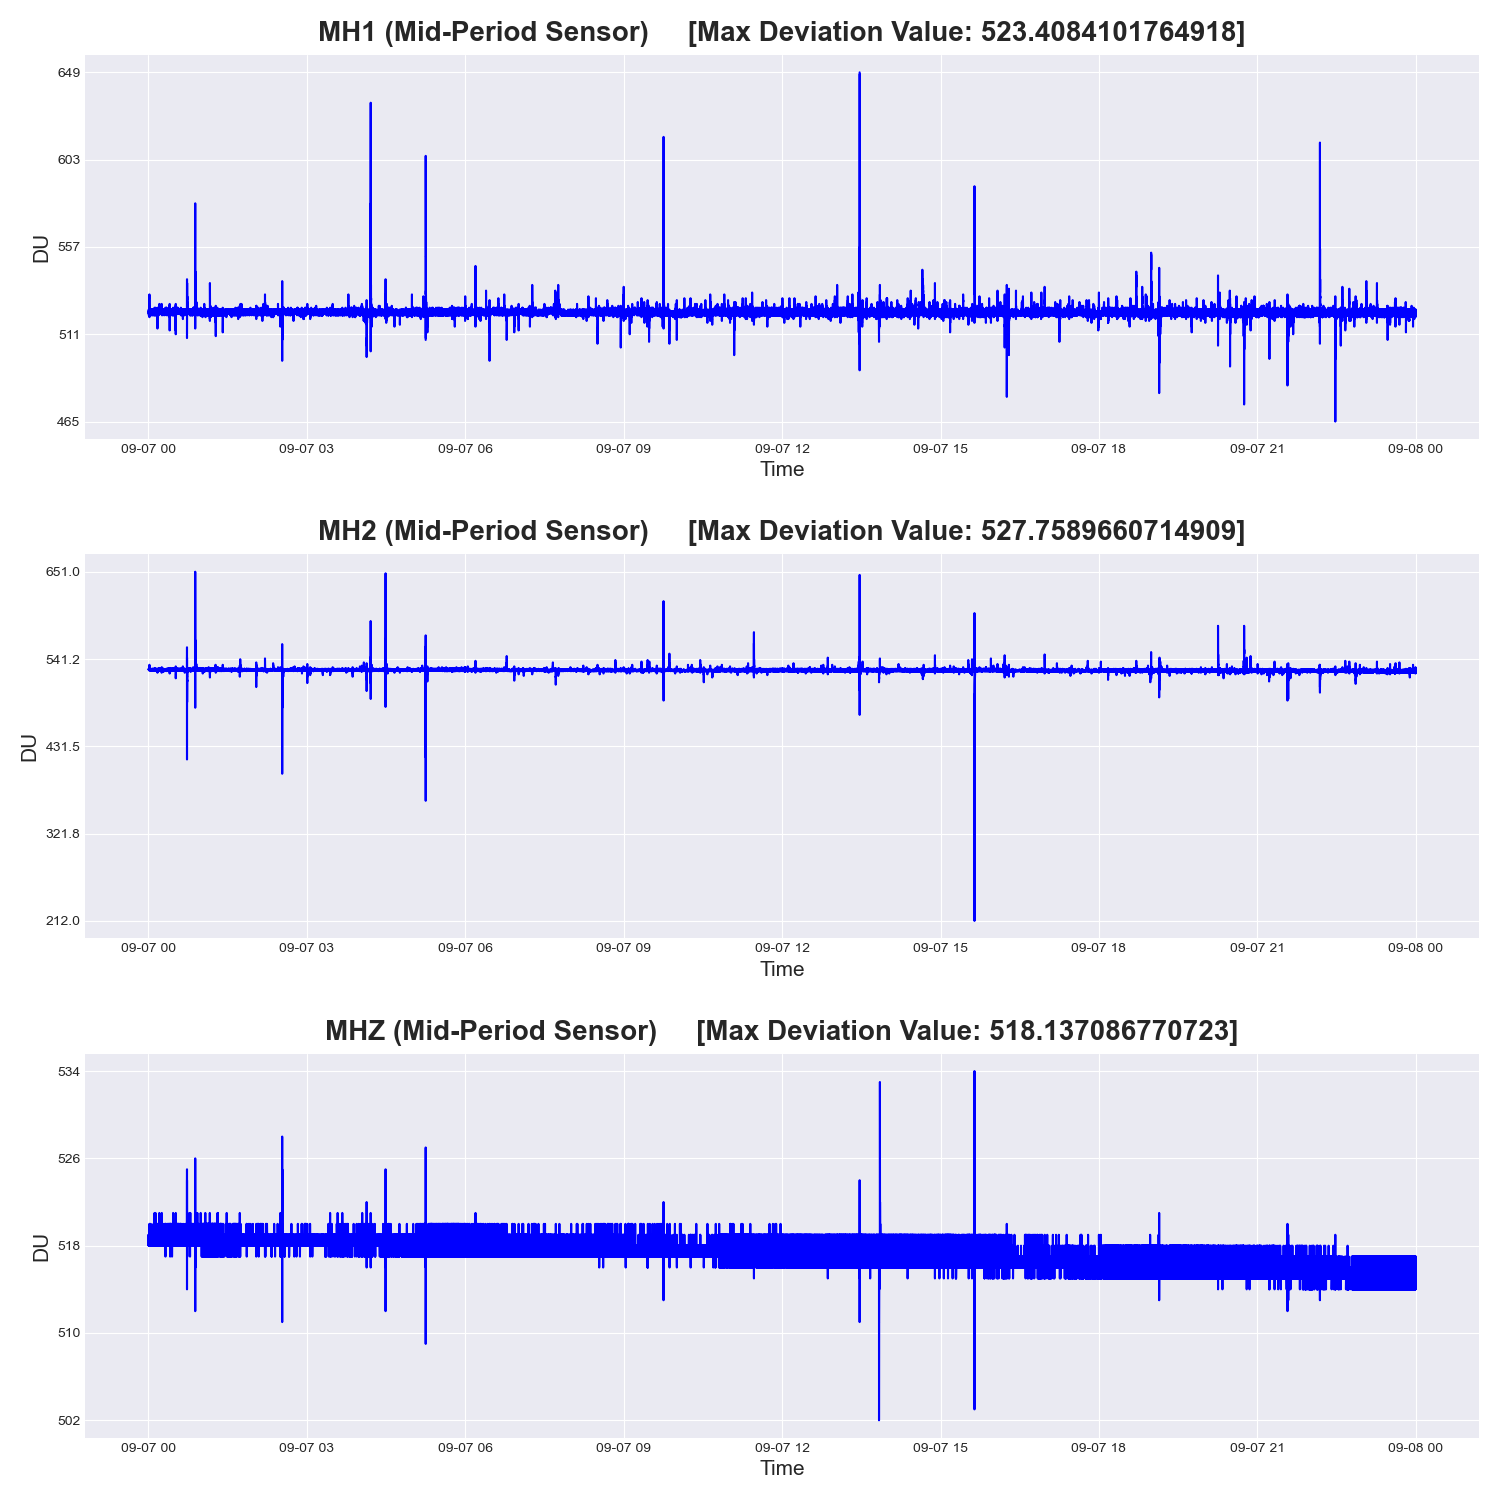 MH1 (Mid-Period Sensor) [Max Deviation Value: 523.4084101764918]
649
603
557
511
465
DU
09-07 00 09-07 03 09-07 06 09-07 09 09-07 12 09-07 15 09-07 18 09-07 21 09-08 00
Time
MH2 (Mid-Period Sensor) [Max Deviation Value: 527.7589660714909]
651.0
541.2
431.5
321.8
212.0
DU
09-07 00 09-07 03 09-07 06 09-07 09 09-07 12 09-07 15 09-07 18 09-07 21 09-08 00
Time
MHZ (Mid-Period Sensor) [Max Deviation Value: 518.137086770723]
534
526
518
510
502
DU
09-07 00 09-07 03 09-07 06 09-07 09 09-07 12 09-07 15 09-07 18 09-07 21 09-08 00
Time